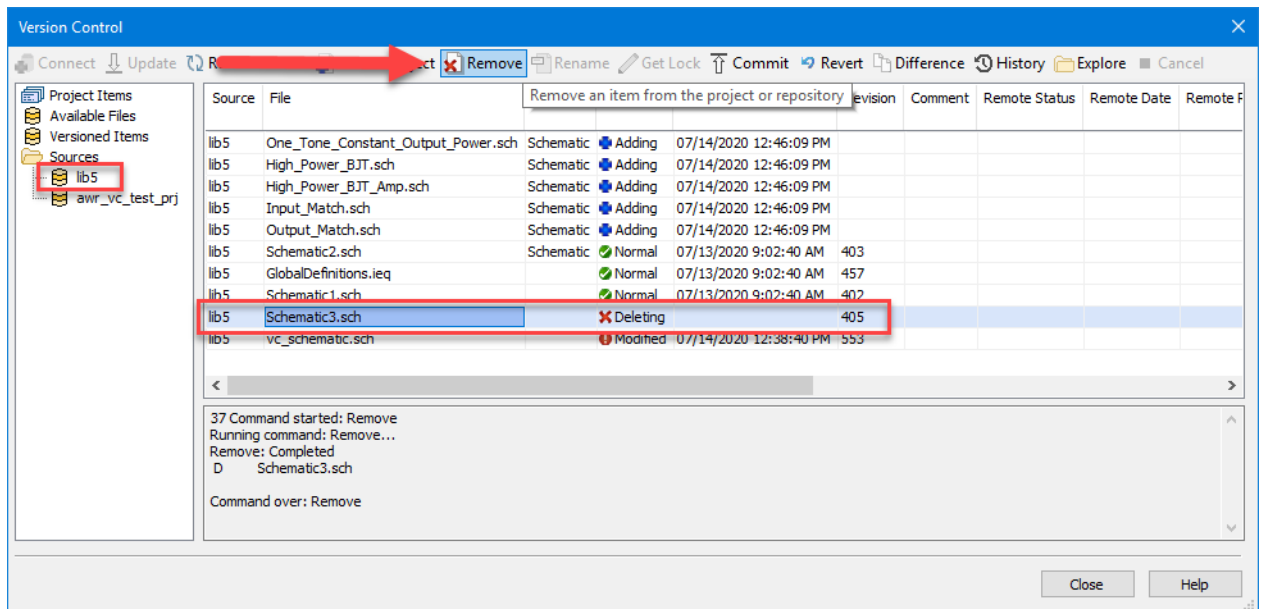 Version Control
Connect Update R ct Remove Rename Get Lock Commit Revert Difference History Explore Cancel
Remove an item from the project or repository
Project Items
Available Files
Versioned Items
Sources
lib5
awr_vc_test_prj
Source File evision Comment Remote Status Remote Date Remote F
lib5 One_Tone_Constant_Output_Power.sch Schematic Adding 07/14/2020 12:46:09 PM
lib5 High_Power_BJT.sch Schematic Adding 07/14/2020 12:46:09 PM
lib5 High_Power_BJT_Amp.sch Schematic Adding 07/14/2020 12:46:09 PM
lib5 Input_Match.sch Schematic Adding 07/14/2020 12:46:09 PM
lib5 Output_Match.sch Schematic Adding 07/14/2020 12:46:09 PM
lib5 Schematic2.sch Schematic Normal 07/13/2020 9:02:40 AM 403
lib5 GlobalDefinitions.ieq Normal 07/13/2020 9:02:40 AM 457
lib5 Schematic1.sch Normal 07/13/2020 9:02:40 AM 402
lib5 Schematic3.sch Deleting 405
lib5 vc_schematic.sch Modified 07/14/2020 12:38:40 PM 553
37 Command started: Remove
Running command: Remove...
Remove: Completed
D Schematic3.sch
Command over: Remove
Close Help